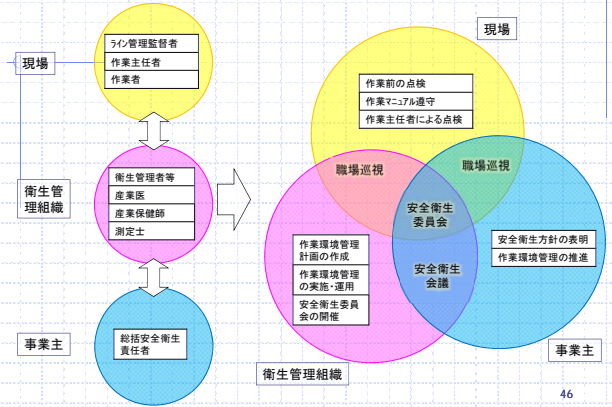 現場
ライン管理監督者
作業主任者
作業者
衛生管
理組織
衛生管理者等
産業医
産業保健師
測定士
事業主
総括安全衛生
責任者
現場
作業前の点検
作業マニュアル遵守
作業主任者による点検
職場巡視
職場巡視
安全衛生
委員会
作業環境管理
計画の作成
作業環境管理
の実施・運用
安全衛生委員
会の開催
安全衛生方針の表明
作業環境管理の推進
安全衛生
会議
衛生管理組織
事業主
46